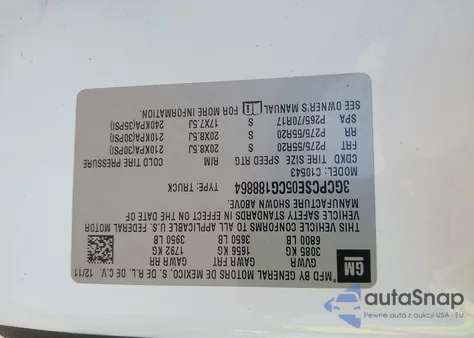 GM
*MFD BY GENERAL MOTORS DE MEXICO, S. DE R.L. DE C.V. 12/11
GVWR GAWR FRT GAWR RR
3085 KG 1656 KG 1792 KG
6800 LB 3650 LB 3950 LB
THIS VEHICLE CONFORMS TO ALL APPLICABLE U.S. FEDERAL MOTOR
VEHICLE SAFETY STANDARDS IN EFFECT ON THE DATE OF
MANUFACTURE SHOWN ABOVE.
3GCPCSE05CG188864 TYPE: TRUCK
MODEL: C10543
CDKD TIRE SIZE SPEED RTG RIM COLD TIRE PRESSURE
FRT P275/55R20 S 20X8.5J 210KPA(30PSI)
RR P275/55R20 S 20X8.5J 210KPA(30PSI)
SPA P265/70R17 S 17X7.5J 240KPA(35PSI)
SEE OWNER'S MANUAL FOR MORE INFORMATION.
autoSnap
Pewne auta z aukcji USA - EU